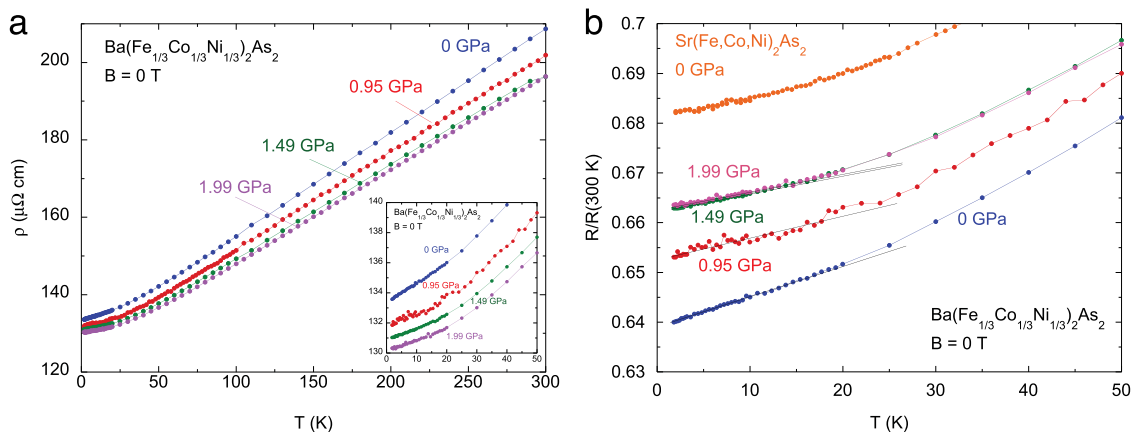 a
Ba(Fe1/3Co1/3Ni1/3)2As2
B = 0 T
0 GPa
0.95 GPa
1.49 GPa
1.99 GPa
ρ (μΩ cm)
200
180
160
140
120
0
50
100
150
200
250
300
T (K)
140
138
136
134
132
130
0
10
20
30
40
50
Ba(Fe1/3Co1/3Ni1/3)2As2
B = 0 T
0 GPa
0.95 GPa
1.49 GPa
1.99 GPa
b
Sr(Fe,Co,Ni)2As2
0 GPa
1.99 GPa
1.49 GPa
0.95 GPa
0 GPa
Ba(Fe1/3Co1/3Ni1/3)2As2
B = 0 T
R/R(300 K)
0.7
0.69
0.68
0.67
0.66
0.65
0.64
0.63
0
10
20
30
40
50
T (K)